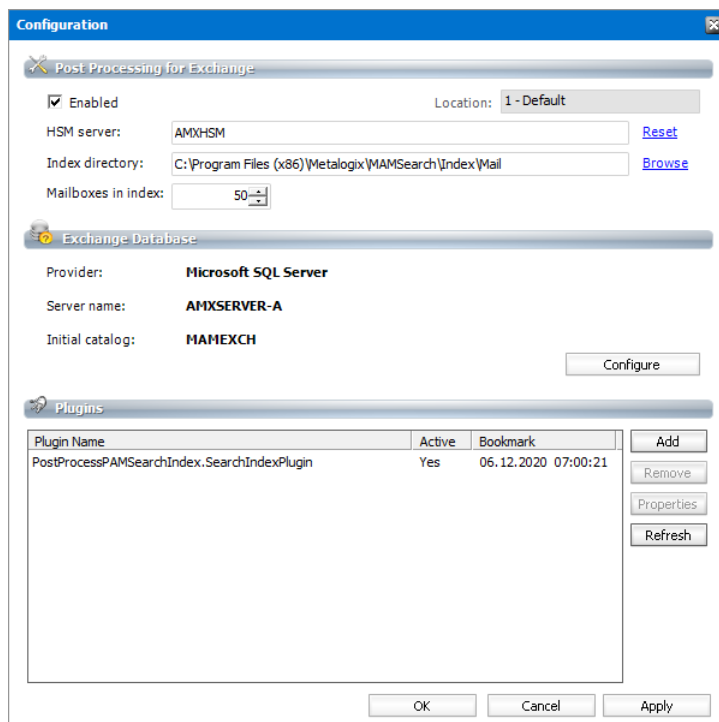 Configuration
Post Processing for Exchange
Enabled Location: 1 - Default
HSM server: AMXHSM Reset
Index directory: C:\Program Files (x86)\Metalogix\MAMSearch\Index\Mail Browse
Mailboxes in index: 50
Exchange Database
Provider: Microsoft SQL Server
Server name: AMXSERVER-A
Initial catalog: MAMEXCH
Configure
Plugins
Plugin Name Active Bookmark Add
PostProcessPAMSearchIndex.SearchIndexPlugin Yes 06.12.2020 07:00:21
Remove
Properties
Refresh
OK Cancel Apply